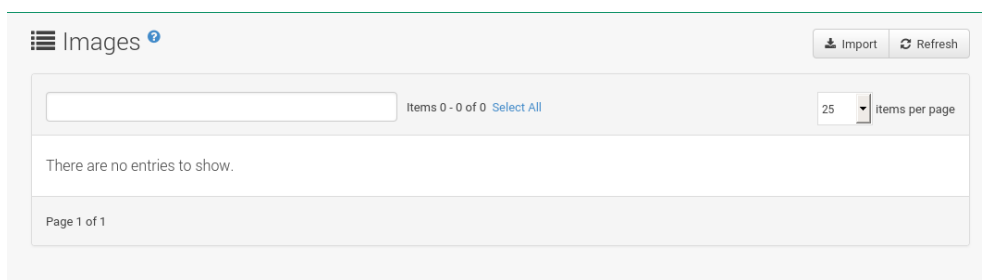 Images ?
Import Refresh
Items 0 - 0 of 0 Select All 25 items per page
There are no entries to show.
Page 1 of 1